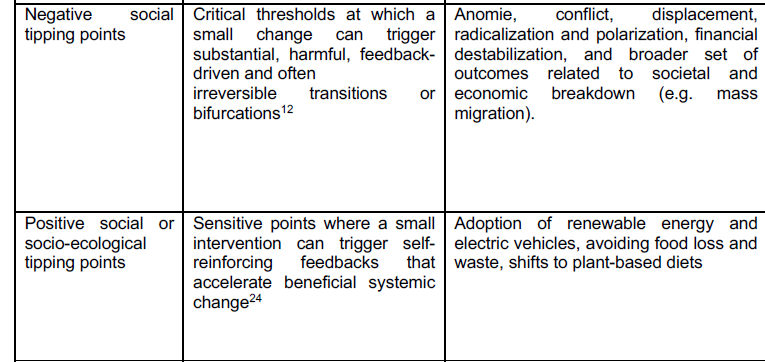 Negative social
tipping points
Critical thresholds at which a
small change can trigger
substantial, harmful, feedback-
driven and often
irreversible transitions or
bifurcations12
Anomie, conflict, displacement,
radicalization and polarization, financial
destabilization, and broader set of
outcomes related to societal and
economic breakdown (e.g. mass
migration).
Positive social or
socio-ecological
tipping points
Sensitive points where a small
intervention can trigger self-
reinforcing feedbacks that
accelerate beneficial systemic
change24
Adoption of renewable energy and
electric vehicles, avoiding food loss and
waste, shifts to plant-based diets